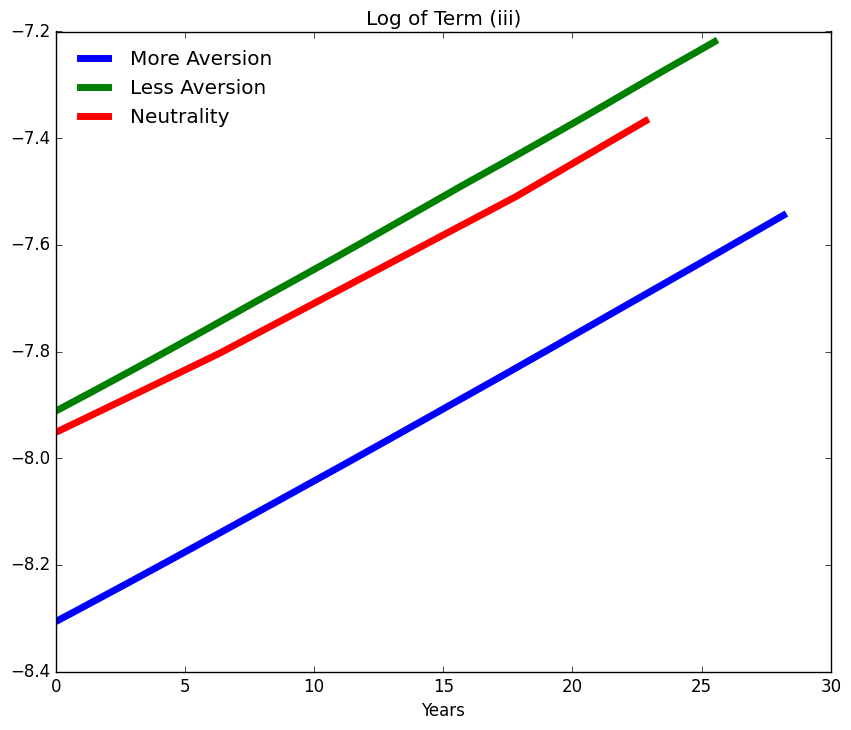 Log of Term (iii)
−7.2
−7.4
−7.6
−7.8
−8.0
−8.2
−8.4
More Aversion
Less Aversion
Neutrality
0 5 10 15 20 25 30
Years